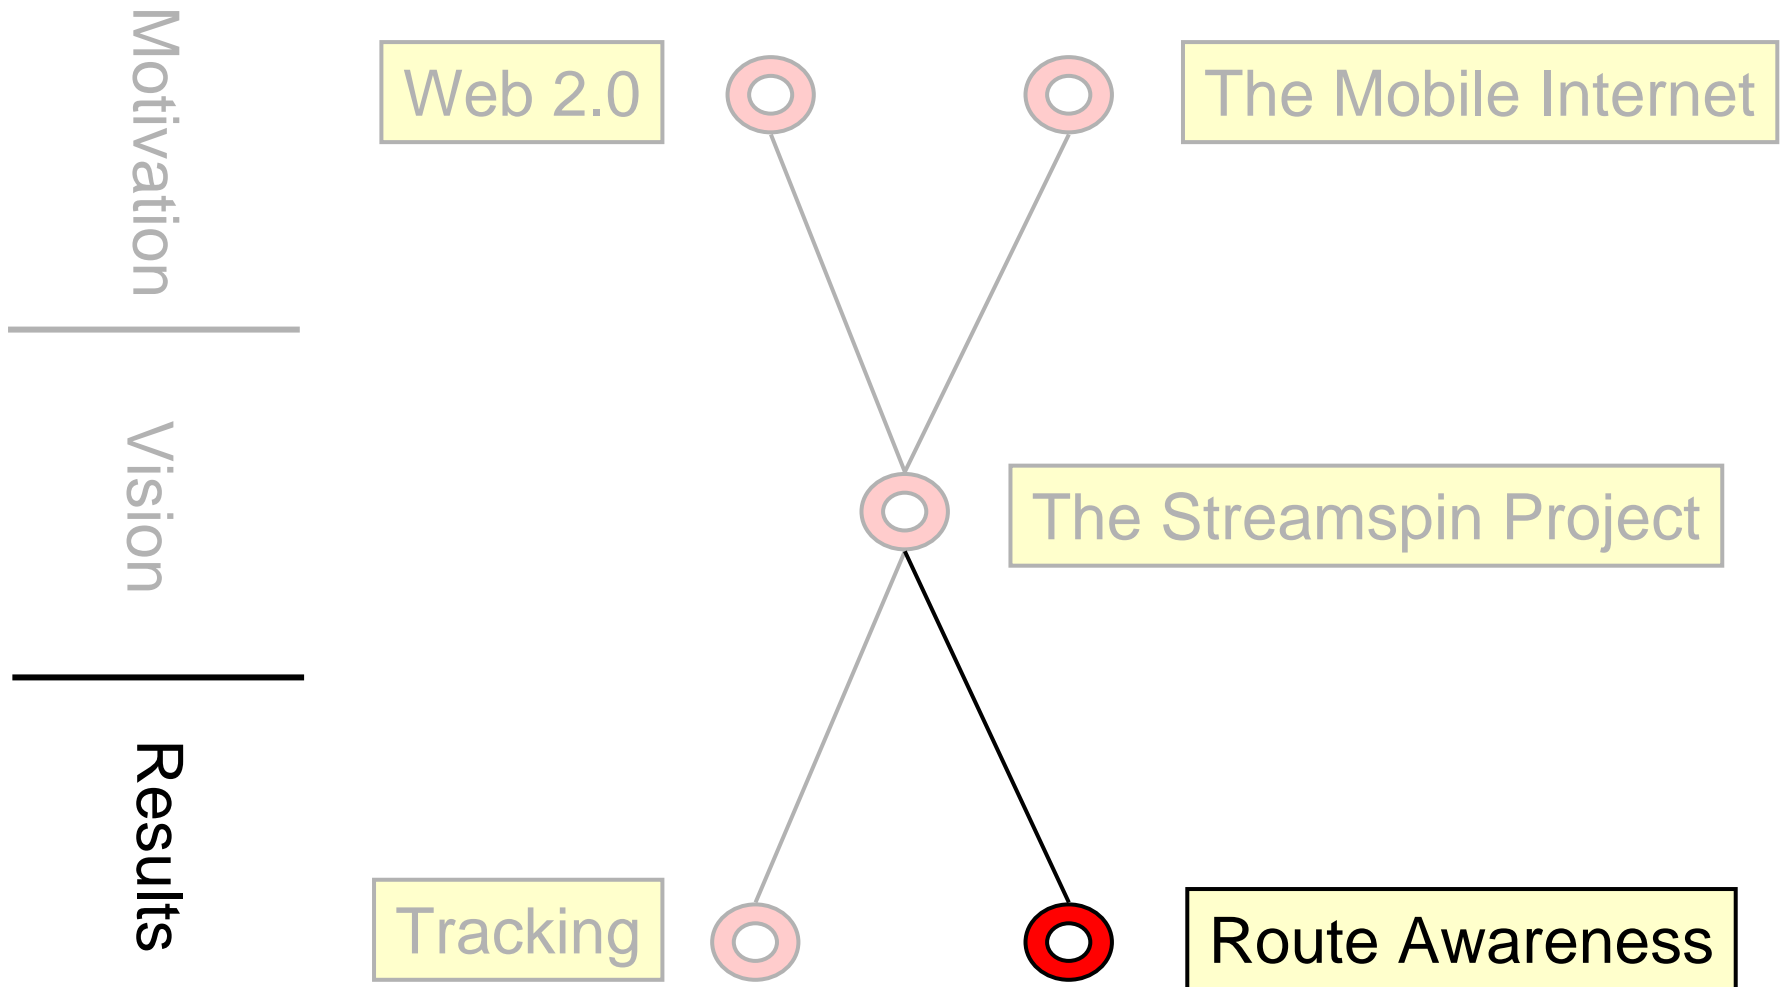 Motivation
Web 2.0
The Mobile Internet
Vision
The Streamspin Project
Results
Tracking
Route Awareness